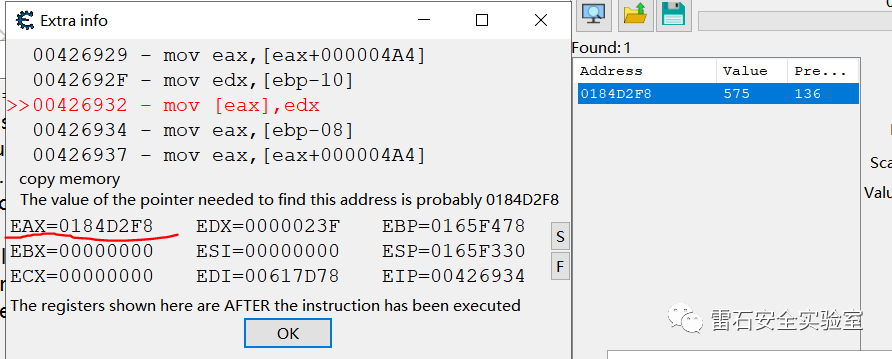 Extra info
00426929 - mov eax,[eax+000004A4]
0042692F - mov edx,[ebp-10]
>>00426932 - mov [eax],edx
00426934 - mov eax,[ebp-08]
00426937 - mov eax,[eax+000004A4]
copy memory
The value of the pointer needed to find this address is probably 0184D2F8
EAX=0184D2F8 EDX=0000023F EBP=0165F478
EBX=00000000 ESI=00000000 ESP=0165F330
ECX=00000000 EDI=00617D78 EIP=00426934
S
F
The registers shown here are AFTER the instruction has been executed
OK
Found: 1
Address Value Pre...
0184D2F8 575 136
Sca
Valu
雷石安全实验室